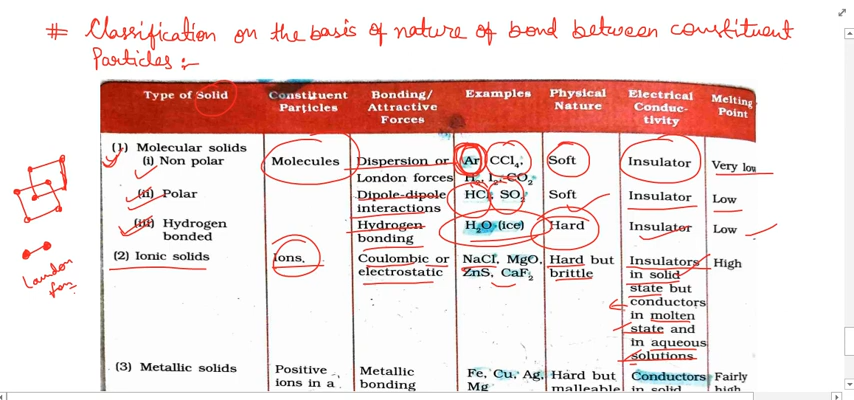 # Classification on the basis of nature of bond between constituent
Particles :-
Type of Solid Constituent Particles Bonding/ Attractive Forces Examples Physical Nature Electrical Conduc- tivity Melting Point
(1) Molecular solids
(i) Non polar Molecules Dispersion or London forces Ar, CCl4, H2, I2, CO2 Soft Insulator Very low
(ii) Polar Dipole-dipole interactions HCl, SO2 Soft Insulator Low
(iii) Hydrogen bonded Hydrogen bonding H2O (ice) Hard Insulator Low
(2) Ionic solids Ions Coulombic or electrostatic NaCl, MgO, ZnS, CaF2 Hard but brittle Insulators in solid state but conductors in molten state and in aqueous solutions High
(3) Metallic solids Positive ions in a Metallic bonding Fe, Cu, Ag, Mg Hard but malleable Conductors in solid Fairly high